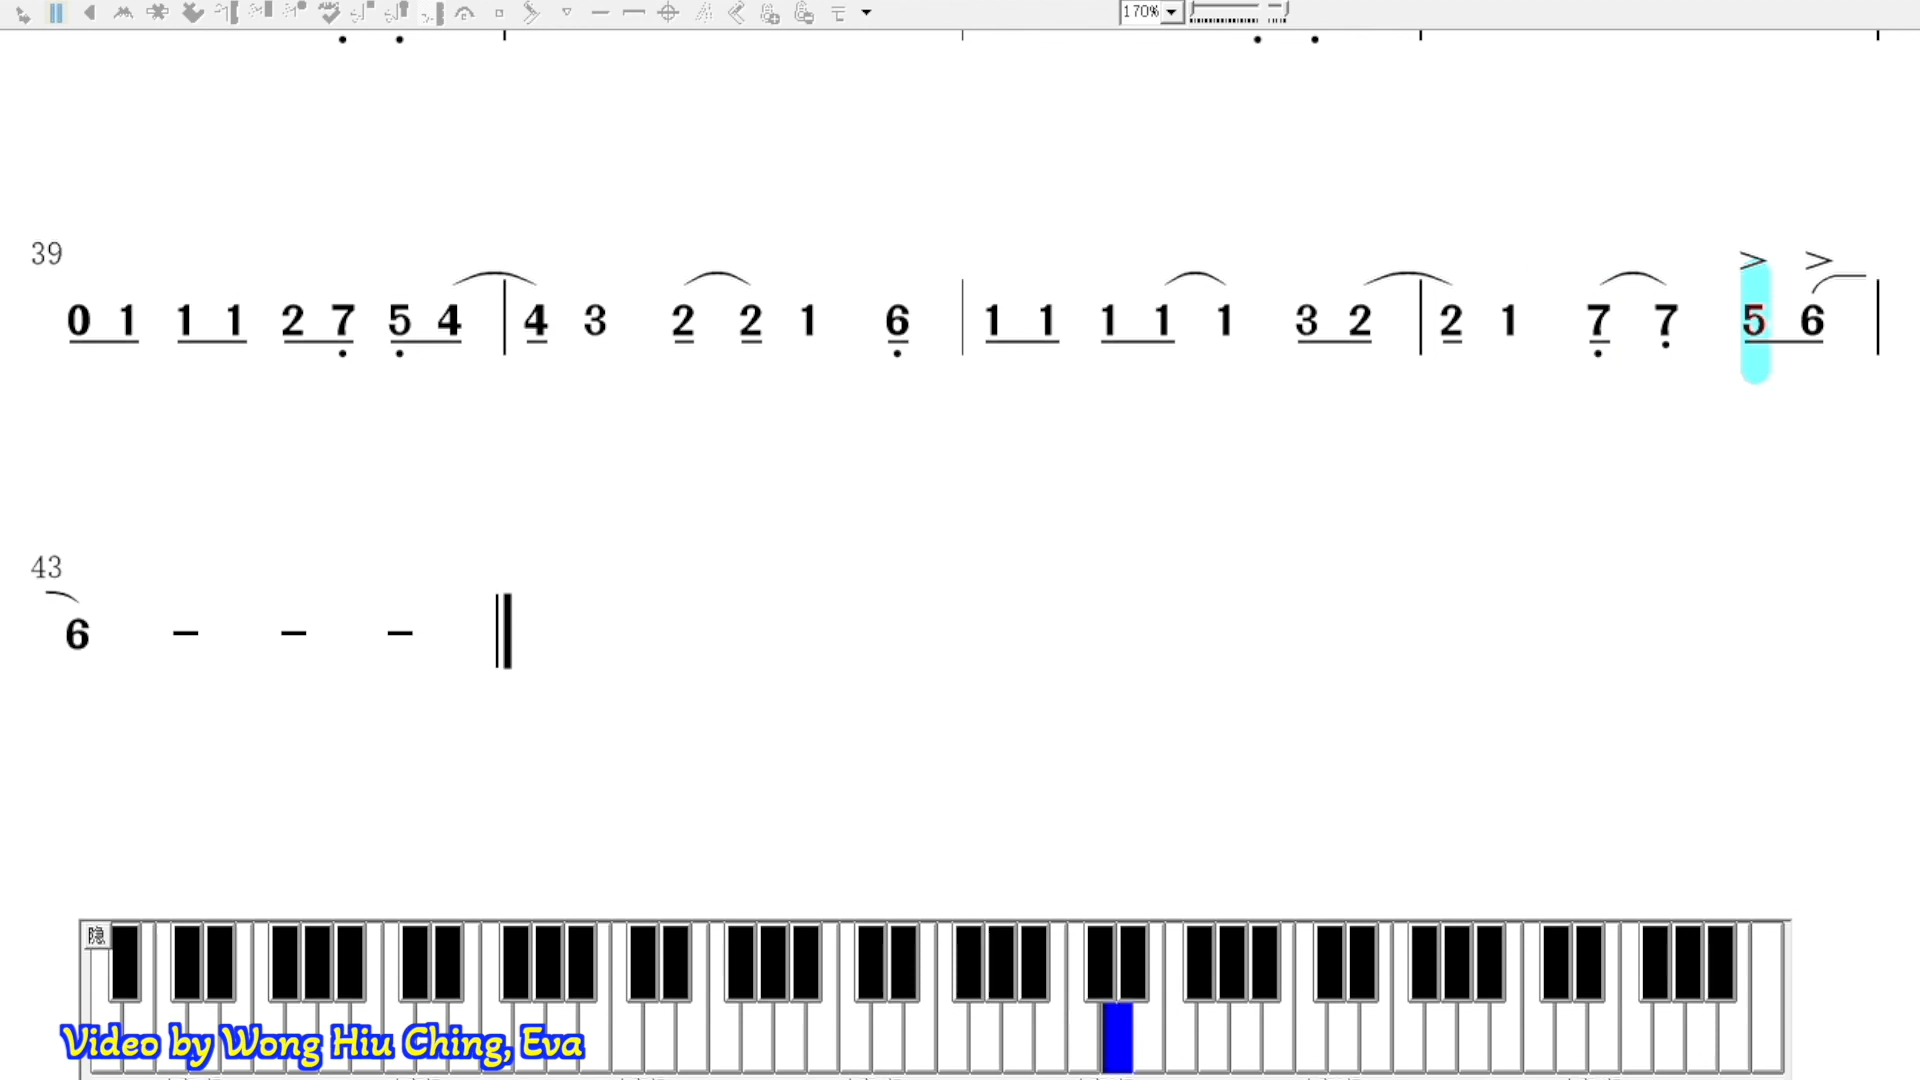 170%
39
0 1 1 1 2 7 5 4 4 3 2 2 1 6 1 1 1 1 1 3 2 2 1 7 7 5 6
43
6 – – –
隐
Video by Wong Hiu Ching, Eva